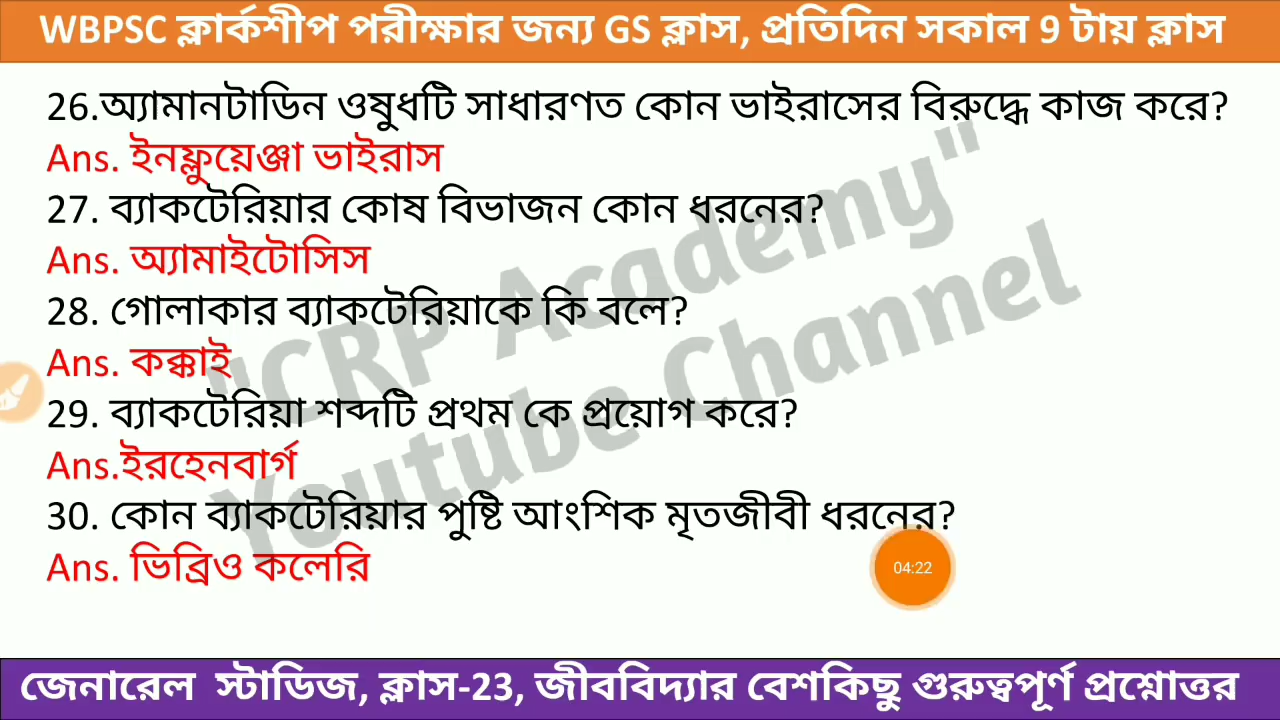 WBPSC ক্লার্কশীপ পরীক্ষার জন্য GS ক্লাস, প্রতিদিন সকাল 9 টায় ক্লাস
26.অ্যামানটাডিন ওষুধটি সাধারণত কোন ভাইরাসের বিরুদ্ধে কাজ করে?
Ans. ইনফ্লুয়েঞ্জা ভাইরাস
27. ব্যাকটেরিয়ার কোষ বিভাজন কোন ধরনের?
Ans. অ্যামাইটোসিস
28. গোলাকার ব্যাকটেরিয়াকে কি বলে?
Ans. কক্কাই
29. ব্যাকটেরিয়া শব্দটি প্রথম কে প্রয়োগ করে?
Ans.ইরহেনবার্গ
30. কোন ব্যাকটেরিয়ার পুষ্টি আংশিক মৃতজীবী ধরনের?
Ans. ভিব্রিও কলেরি
"ICRP Academy"
Youtube Channel
04:22
জেনারেল স্টাডিজ, ক্লাস-23, জীববিদ্যার বেশকিছু গুরুত্বপূর্ণ প্রশ্নোত্তর